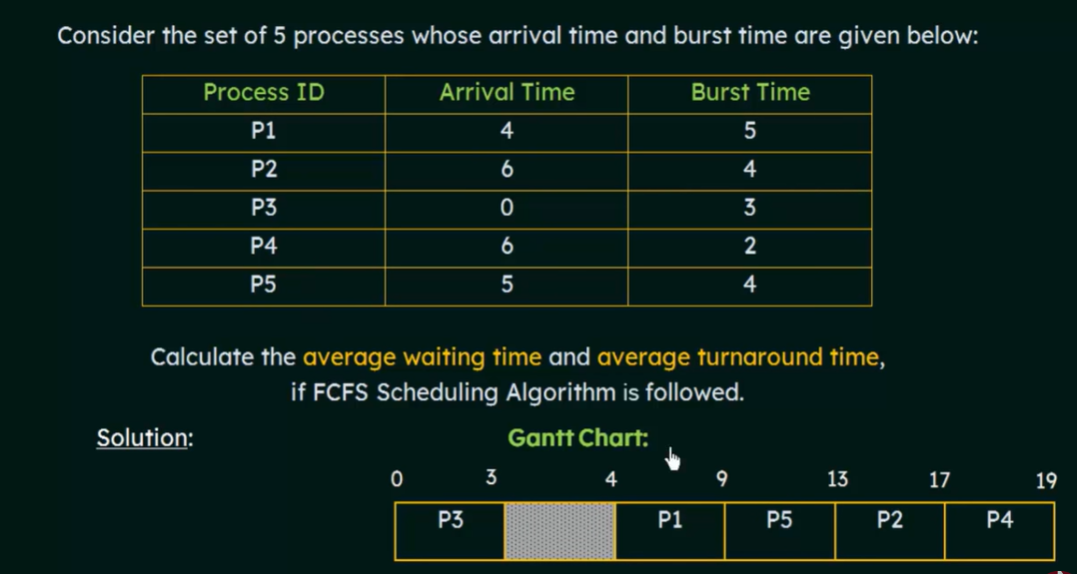 Consider the set of 5 processes whose arrival time and burst time are given below:
Process ID Arrival Time Burst Time
P1 4 5
P2 6 4
P3 0 3
P4 6 2
P5 5 4
Calculate the average waiting time and average turnaround time,
if FCFS Scheduling Algorithm is followed.
Solution: Gantt Chart:
0 3 4 9 13 17 19
P3 P1 P5 P2 P4